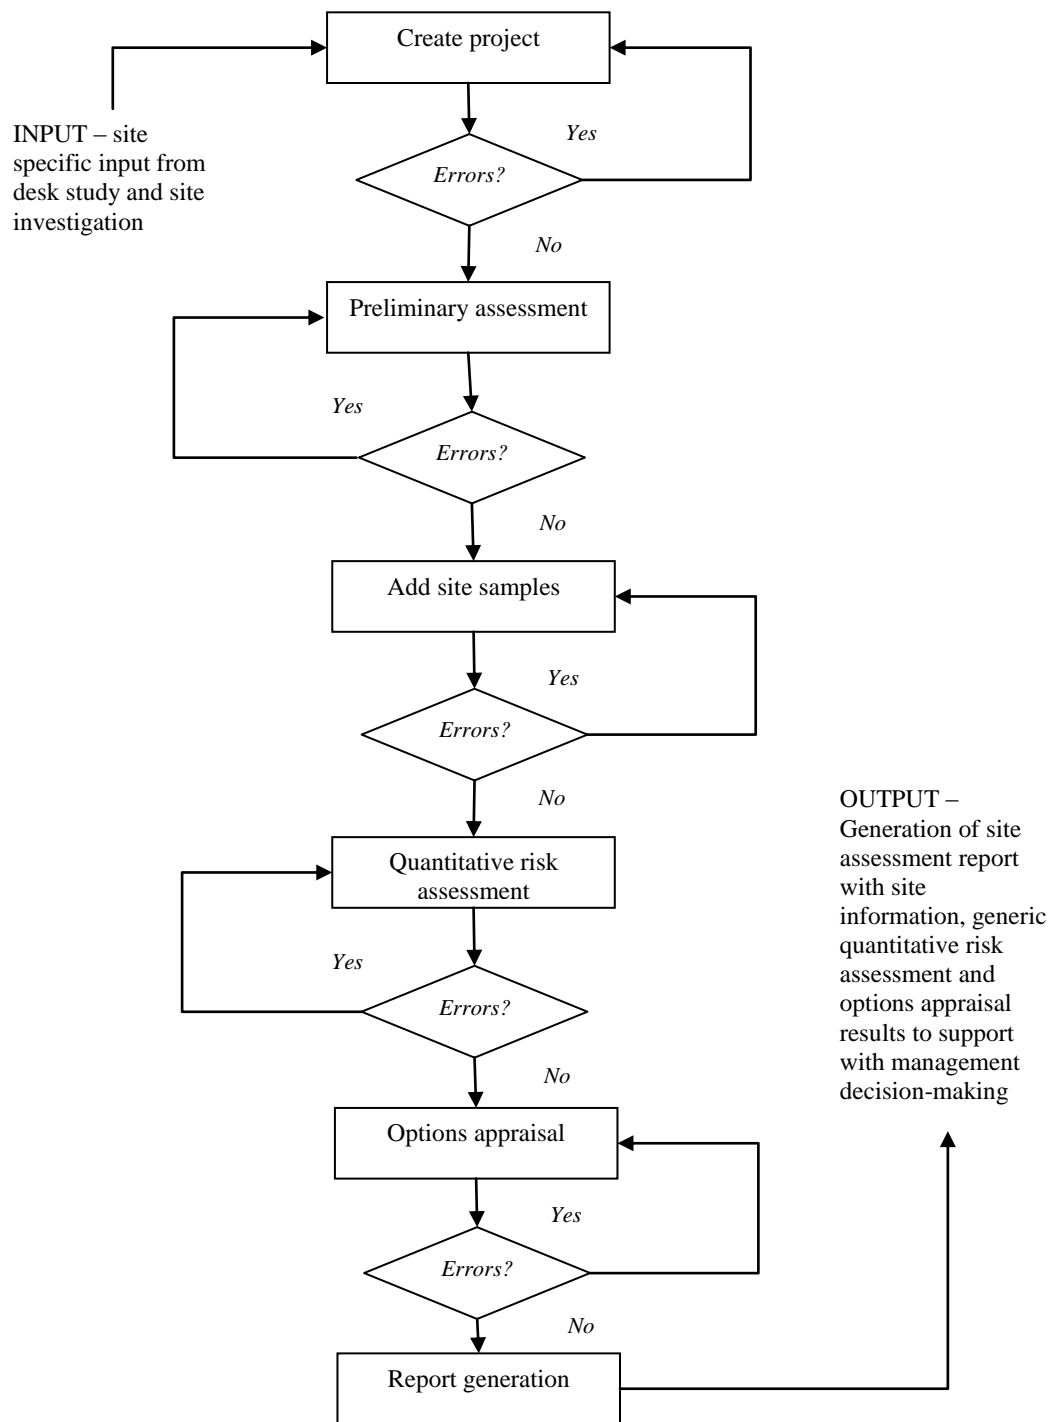 Create project
INPUT – site
specific input from
desk study and site
investigation
Yes
Errors?
No
Preliminary assessment
Yes
Errors?
No
Add site samples
Yes
Errors?
No
OUTPUT –
Generation of site
assessment report
with site
information, generic
quantitative risk
assessment and
options appraisal
results to support
with management
decision-making
Quantitative risk
assessment
Yes
Errors?
No
Options appraisal
Yes
Errors?
No
Report generation